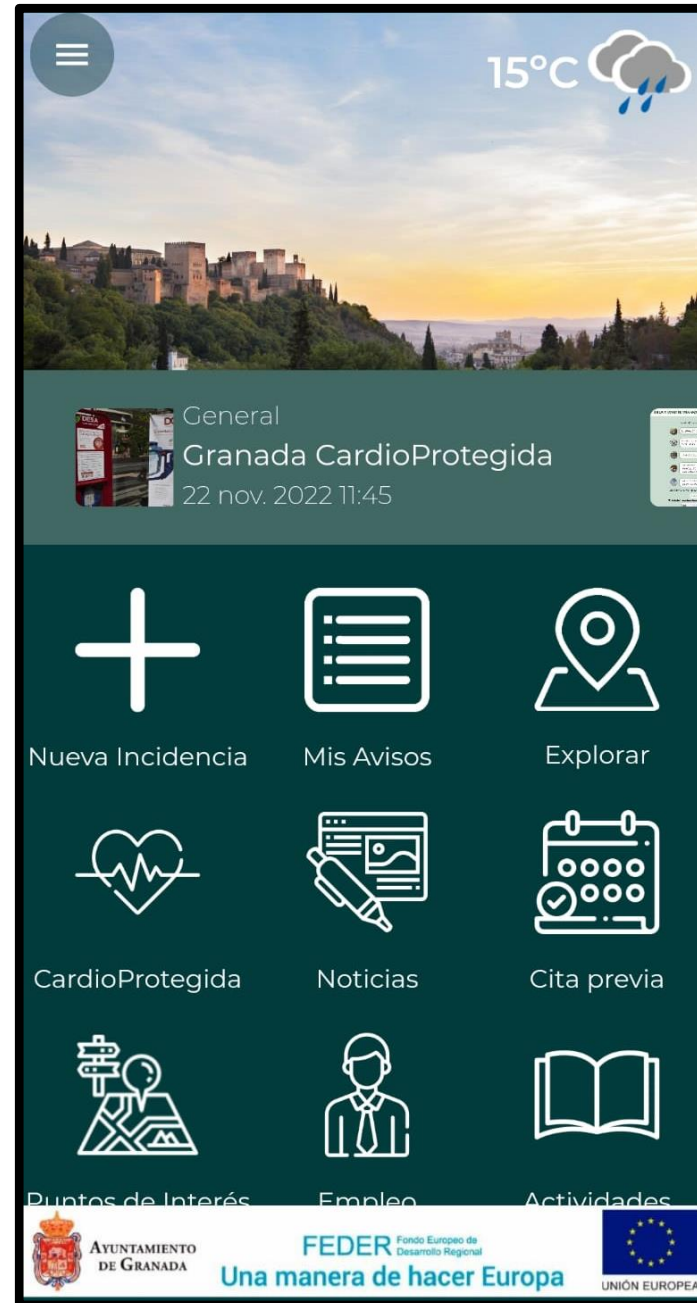 15°C
General
Granada CardioProtegida
22 nov. 2022 11:45
Nueva Incidencia
Mis Avisos
Explorar
CardioProtegida
Noticias
Cita previa
Puntos de Interés
Empleo
Actividades
AYUNTAMIENTO
DE GRANADA
FEDER
Fondo Europeo de
Desarrollo Regional
Una manera de hacer Europa
UNIÓN EUROPEA